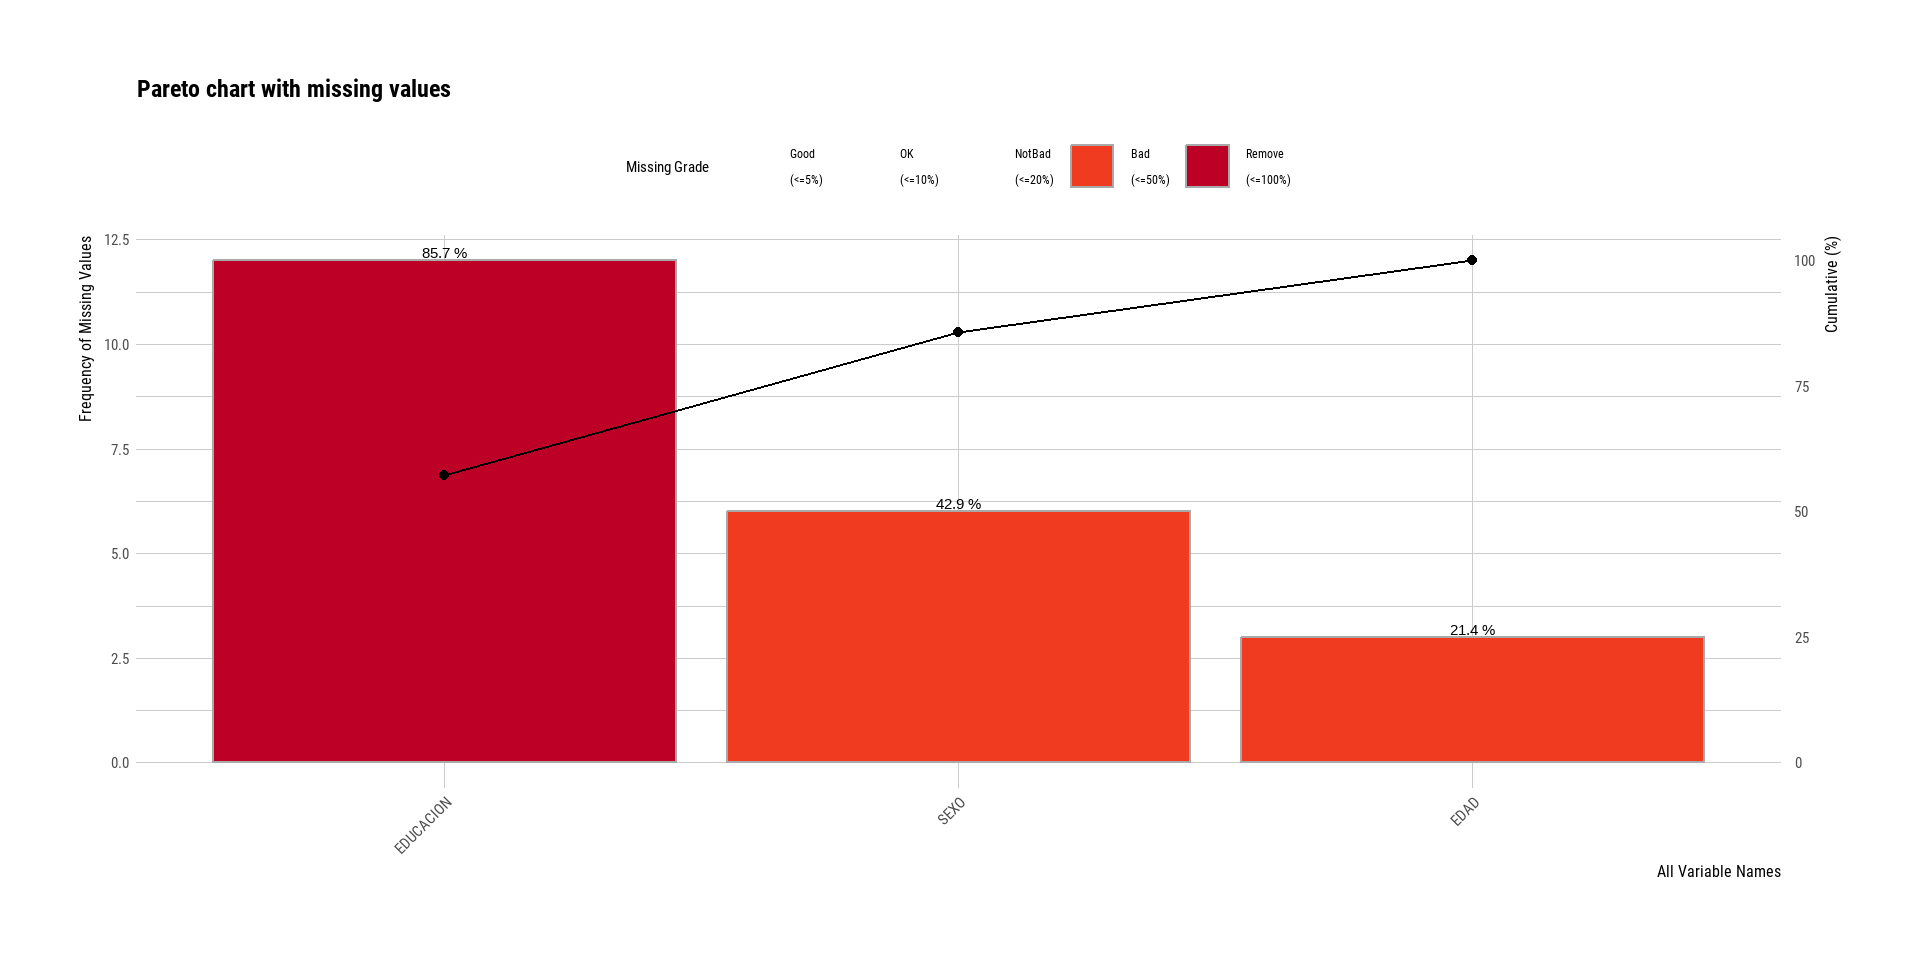 Pareto chart with missing values
Missing Grade
Good
(<=5%)
OK
(<=10%)
NotBad
(<=20%)
Bad
(<=50%)
Remove
(<=100%)
Frequency of Missing Values
12.5
10.0
7.5
5.0
2.5
0.0
85.7 %
42.9 %
21.4 %
100
75
50
25
0
Cumulative (%)
EDUCACION
SEXO
EDAD
All Variable Names